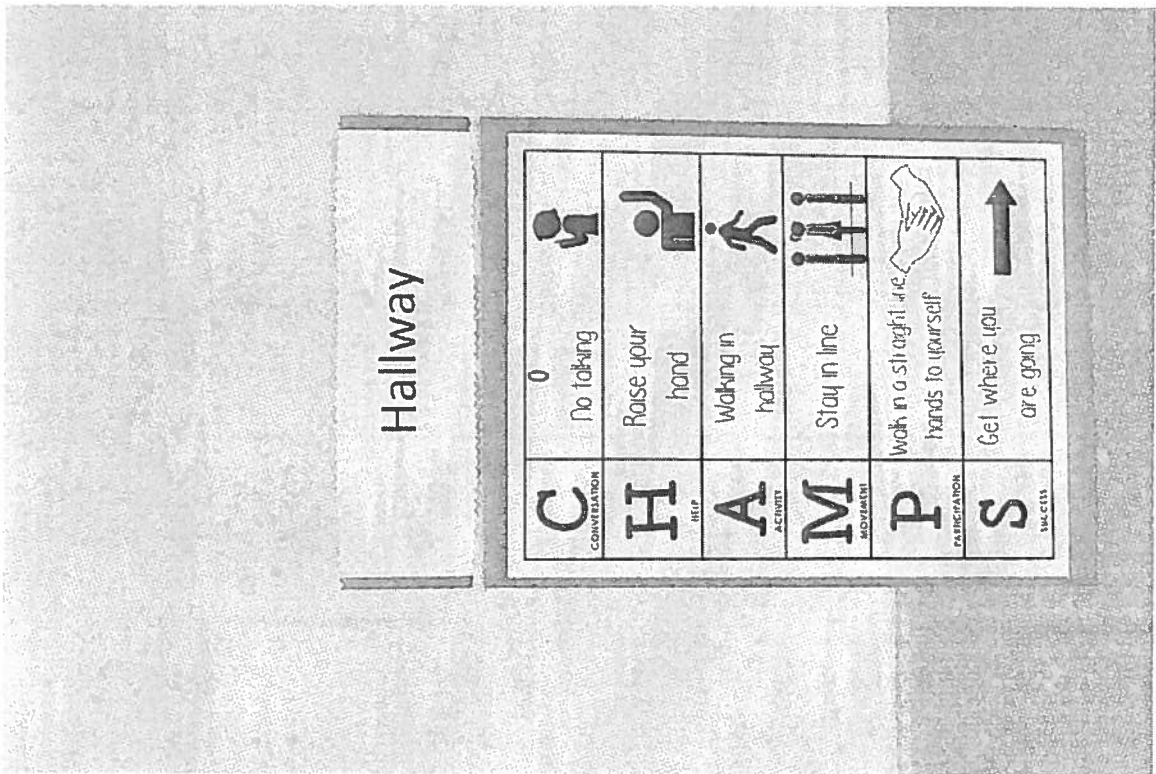 Hallway
C
CONVERSATION
0
No talking
H
HELP
Raise your
hand
A
ACTIVITY
Walking in
hallway
M
MOVEMENT
Stay in line
P
PARTICIPATION
Walk in a straight line,
hands to yourself
S
SUCCESS
Get where you
are going